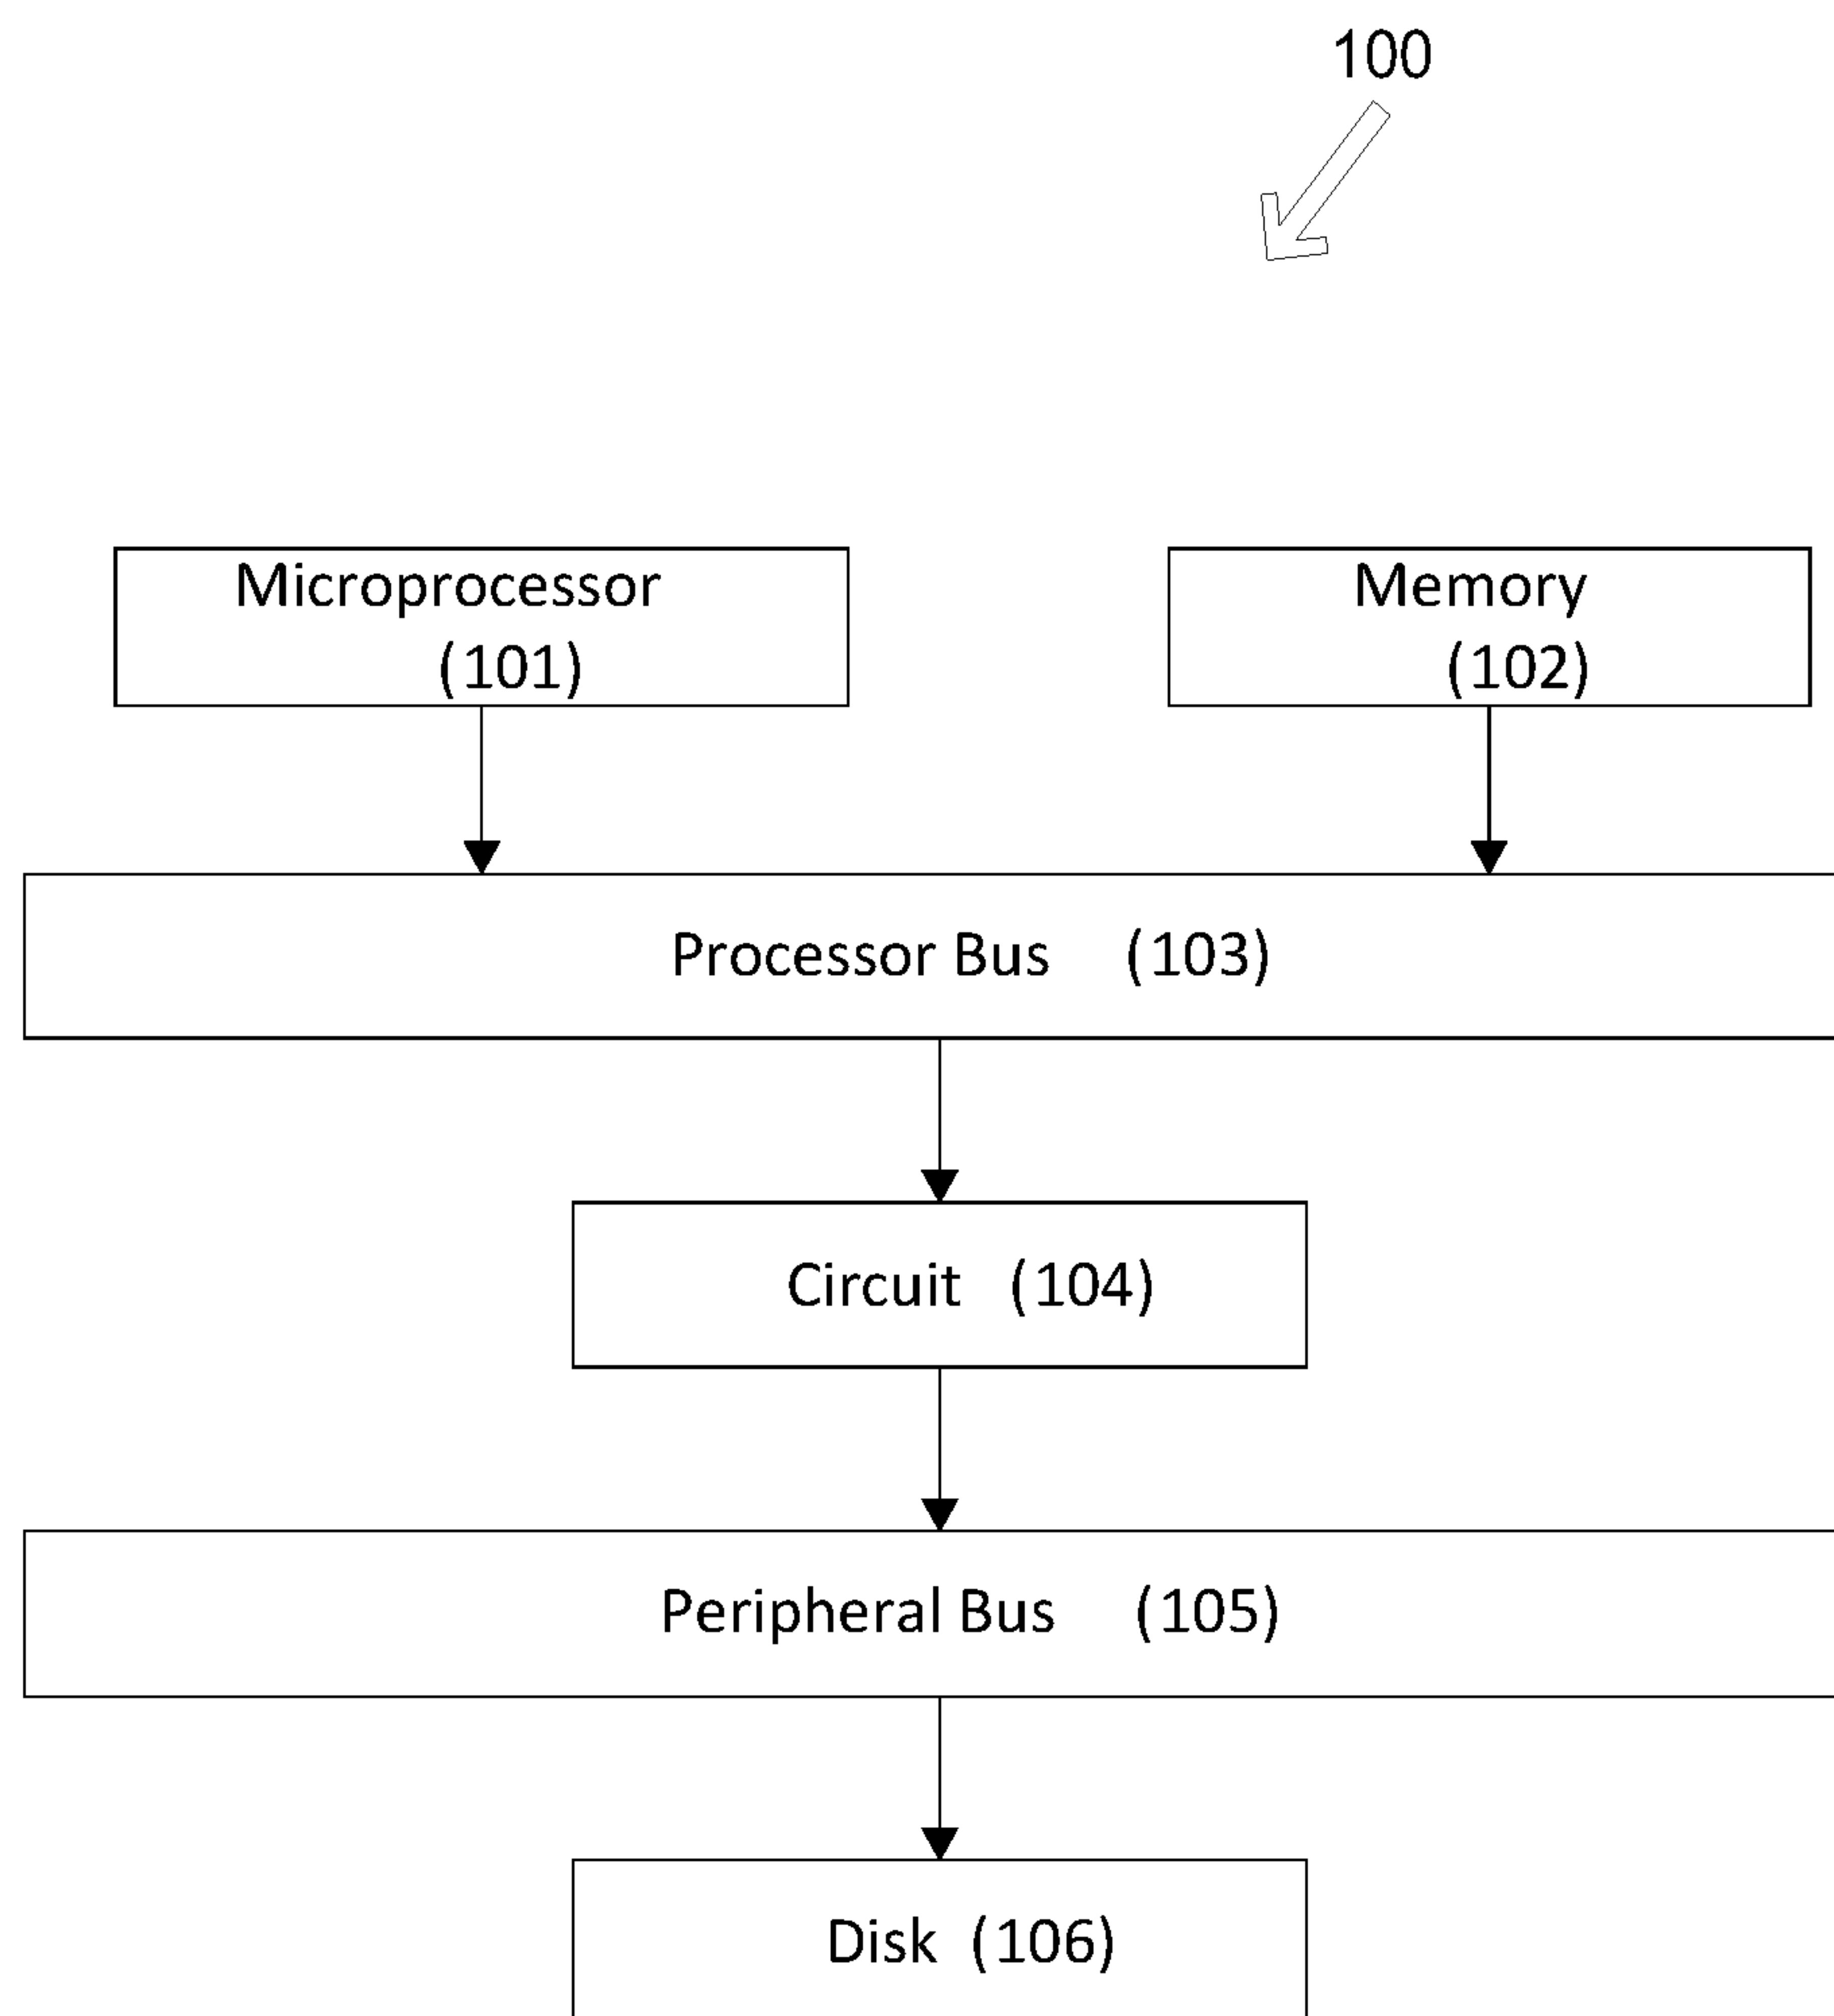 100
Microprocessor
(101)
Memory
(102)
Processor Bus (103)
Circuit (104)
Peripheral Bus (105)
Disk (106)